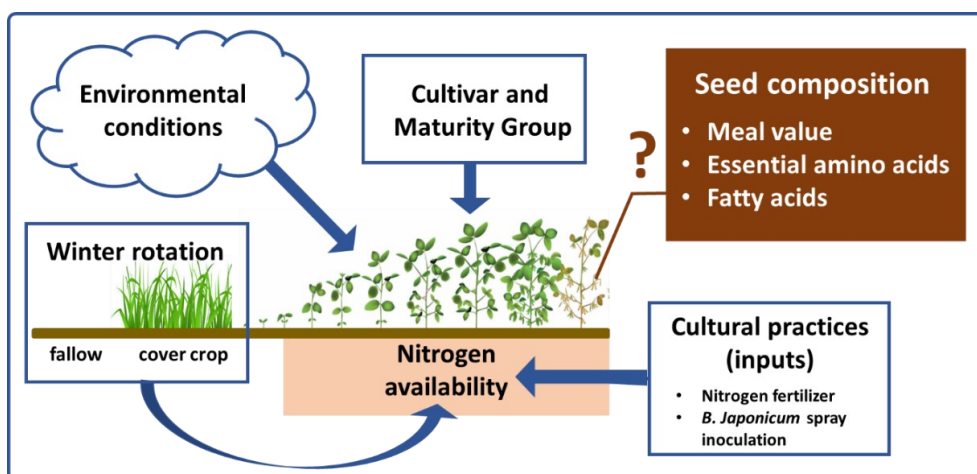 Environmental
conditions
Cultivar and
Maturity Group
Seed composition
• Meal value
• Essential amino acids
• Fatty acids
?
Winter rotation
fallow cover crop
Nitrogen
availability
Cultural practices
(inputs)
• Nitrogen fertilizer
• B. Japonicum spray
inoculation